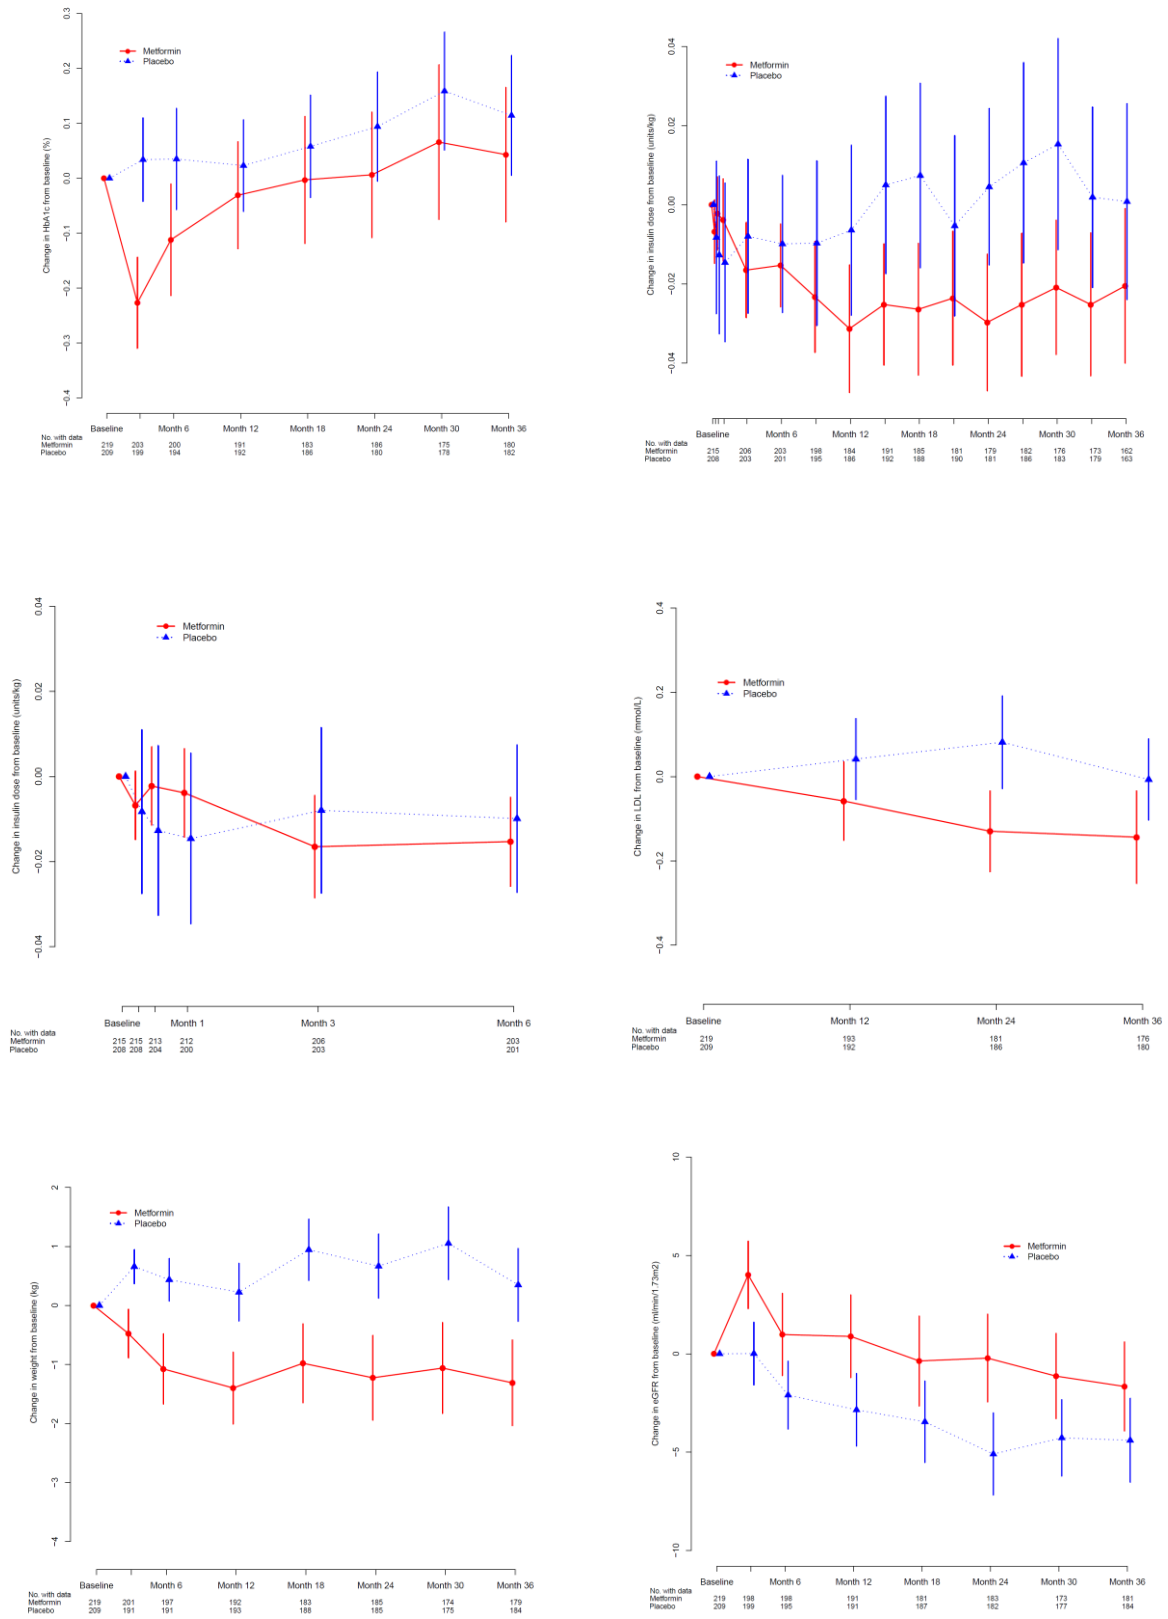 Change in HbA1c from baseline (%)
0.3
0.2
0.1
0.0
−0.1
−0.2
−0.3
−0.4
Metformin
Placebo
Baseline Month 6 Month 12 Month 18 Month 24 Month 30 Month 36
No. with data
Metformin 219 203 200 191 183 186 175 180
Placebo 209 199 194 192 186 180 178 182
Change in insulin dose from baseline (units/kg)
0.04
0.02
0.00
−0.02
−0.04
Metformin
Placebo
Baseline Month 6 Month 12 Month 18 Month 24 Month 30 Month 36
No. with data
Metformin 215 206 203 198 184 191 185 181 179 182 176 173 162
Placebo 208 203 201 195 186 192 188 190 181 186 183 179 163
Change in insulin dose from baseline (units/kg)
0.04
0.02
0.00
−0.02
−0.04
Metformin
Placebo
Baseline Month 1 Month 3 Month 6
No. with data
Metformin 215 215 213 212 206 203
Placebo 208 208 204 200 203 201
Change in LDL from baseline (mmol/L)
0.4
0.2
0.0
−0.2
−0.4
Metformin
Placebo
Baseline Month 12 Month 24 Month 36
No. with data
Metformin 219 193 181 176
Placebo 209 192 186 180
Change in weight from baseline (kg)
2
1
0
−1
−2
−3
−4
Metformin
Placebo
Baseline Month 6 Month 12 Month 18 Month 24 Month 30 Month 36
No. with data
Metformin 219 201 197 192 183 185 174 179
Placebo 209 191 191 193 188 185 175 184
Change in eGFR from baseline (ml/min/1.73m2)
10
5
0
−5
−10
Metformin
Placebo
Baseline Month 6 Month 12 Month 18 Month 24 Month 30 Month 36
No. with data
Metformin 219 198 198 191 181 183 173 181
Placebo 209 199 195 191 187 182 177 184